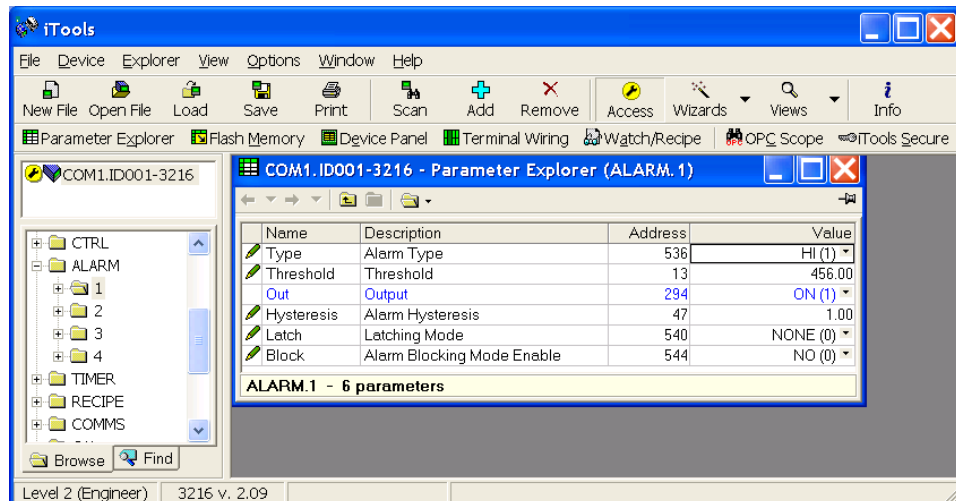 iTools
File Device Explorer View Options Window Help
New File Open File Load Save Print Scan Add Remove Access Wizards Views Info
Parameter Explorer Flash Memory Device Panel Terminal Wiring Watch/Recipe OPC Scope iTools Secure
COM1.ID001-3216
CTRL
ALARM
1
2
3
4
TIMER
RECIPE
COMMS
Browse Find
COM1.ID001-3216 - Parameter Explorer (ALARM.1)
Name Description Address Value
Type Alarm Type 536 HI (1)
Threshold Threshold 13 456.00
Out Output 294 ON (1)
Hysteresis Alarm Hysteresis 47 1.00
Latch Latching Mode 540 NONE (0)
Block Alarm Blocking Mode Enable 544 NO (0)
ALARM.1 - 6 parameters
Level 2 (Engineer) 3216 v. 2.09